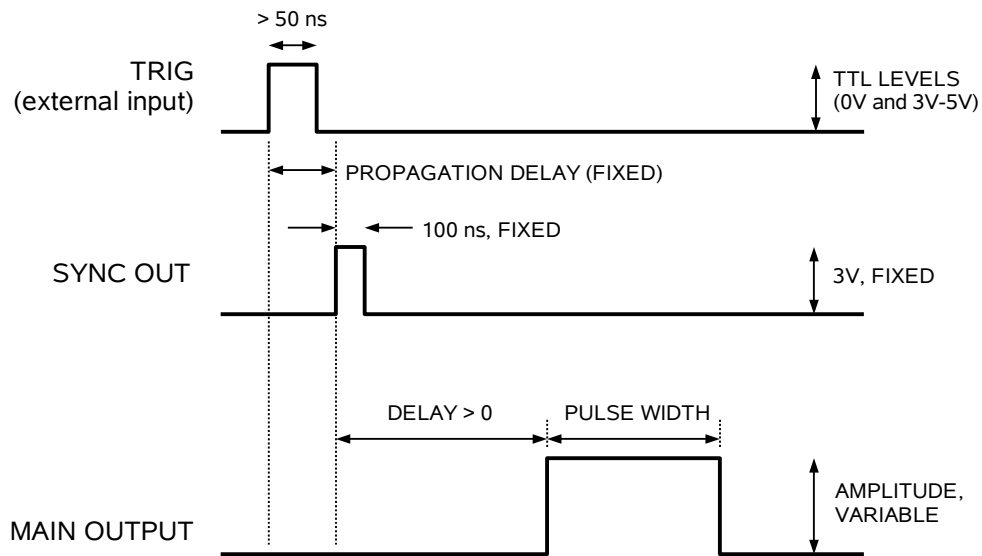 > 50 ns
TRIG
(external input)
TTL LEVELS
(0V and 3V-5V)
PROPAGATION DELAY (FIXED)
100 ns, FIXED
SYNC OUT
3V, FIXED
DELAY > 0
PULSE WIDTH
AMPLITUDE,
VARIABLE
MAIN OUTPUT